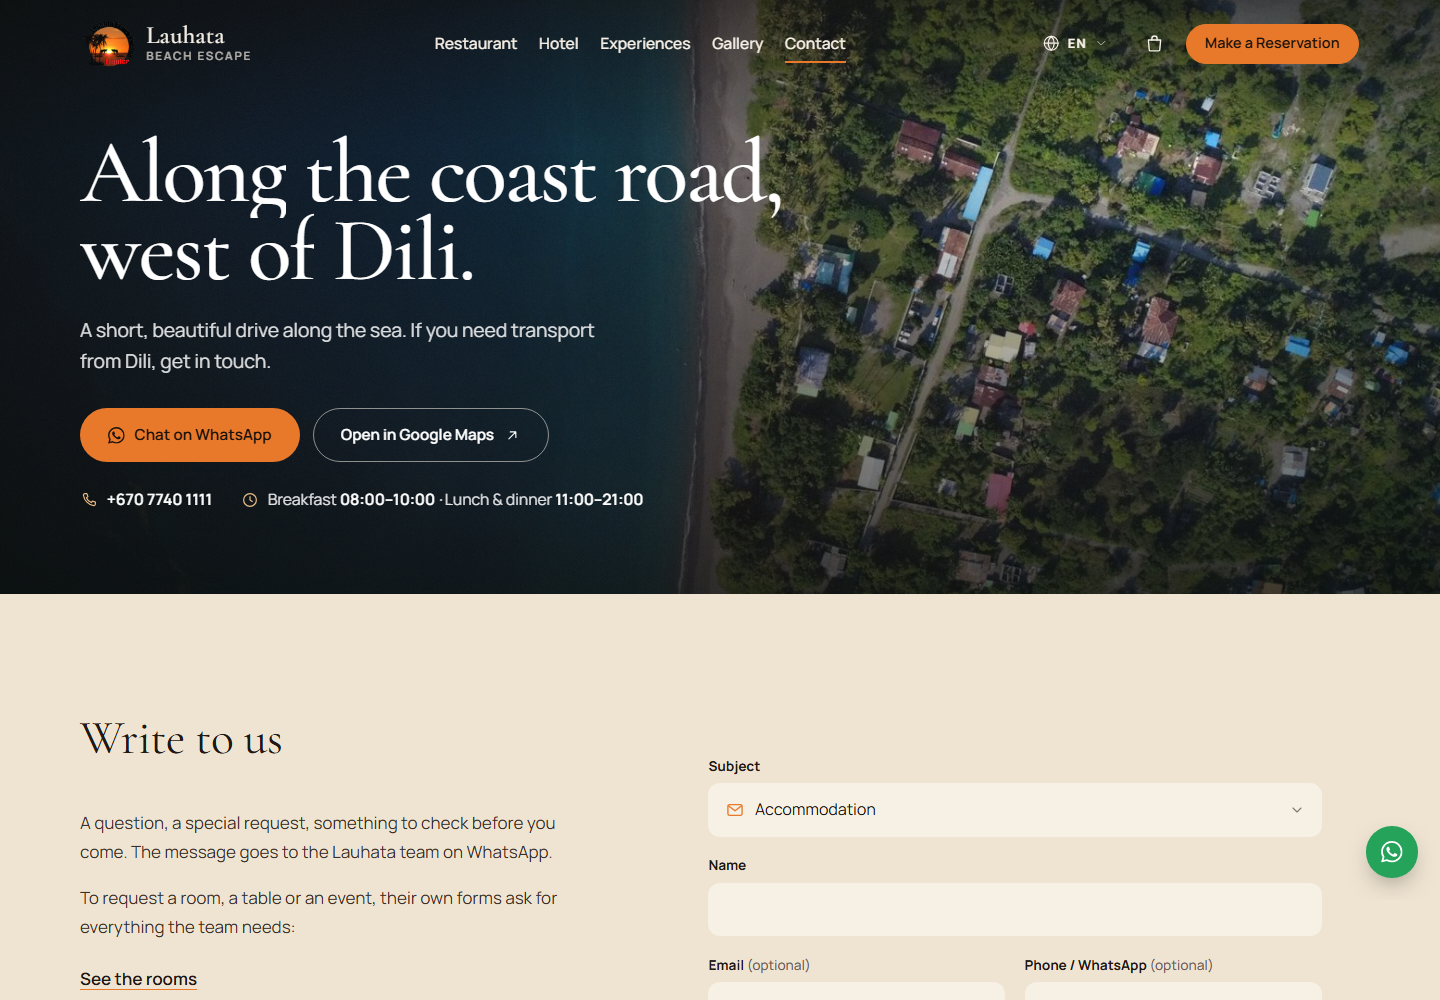 Lauhata
BEACH ESCAPE
Restaurant
Hotel
Experiences
Gallery
Contact
EN
Make a Reservation
Along the coast road,
west of Dili.
A short, beautiful drive along the sea. If you need transport
from Dili, get in touch.
Chat on WhatsApp
Open in Google Maps
+670 7740 1111
Breakfast 08:00–10:00 · Lunch & dinner 11:00–21:00
Write to us
A question, a special request, something to check before you
come. The message goes to the Lauhata team on WhatsApp.
To request a room, a table or an event, their own forms ask for
everything the team needs:
See the rooms
Subject
Accommodation
Name
Email (optional)
Phone / WhatsApp (optional)